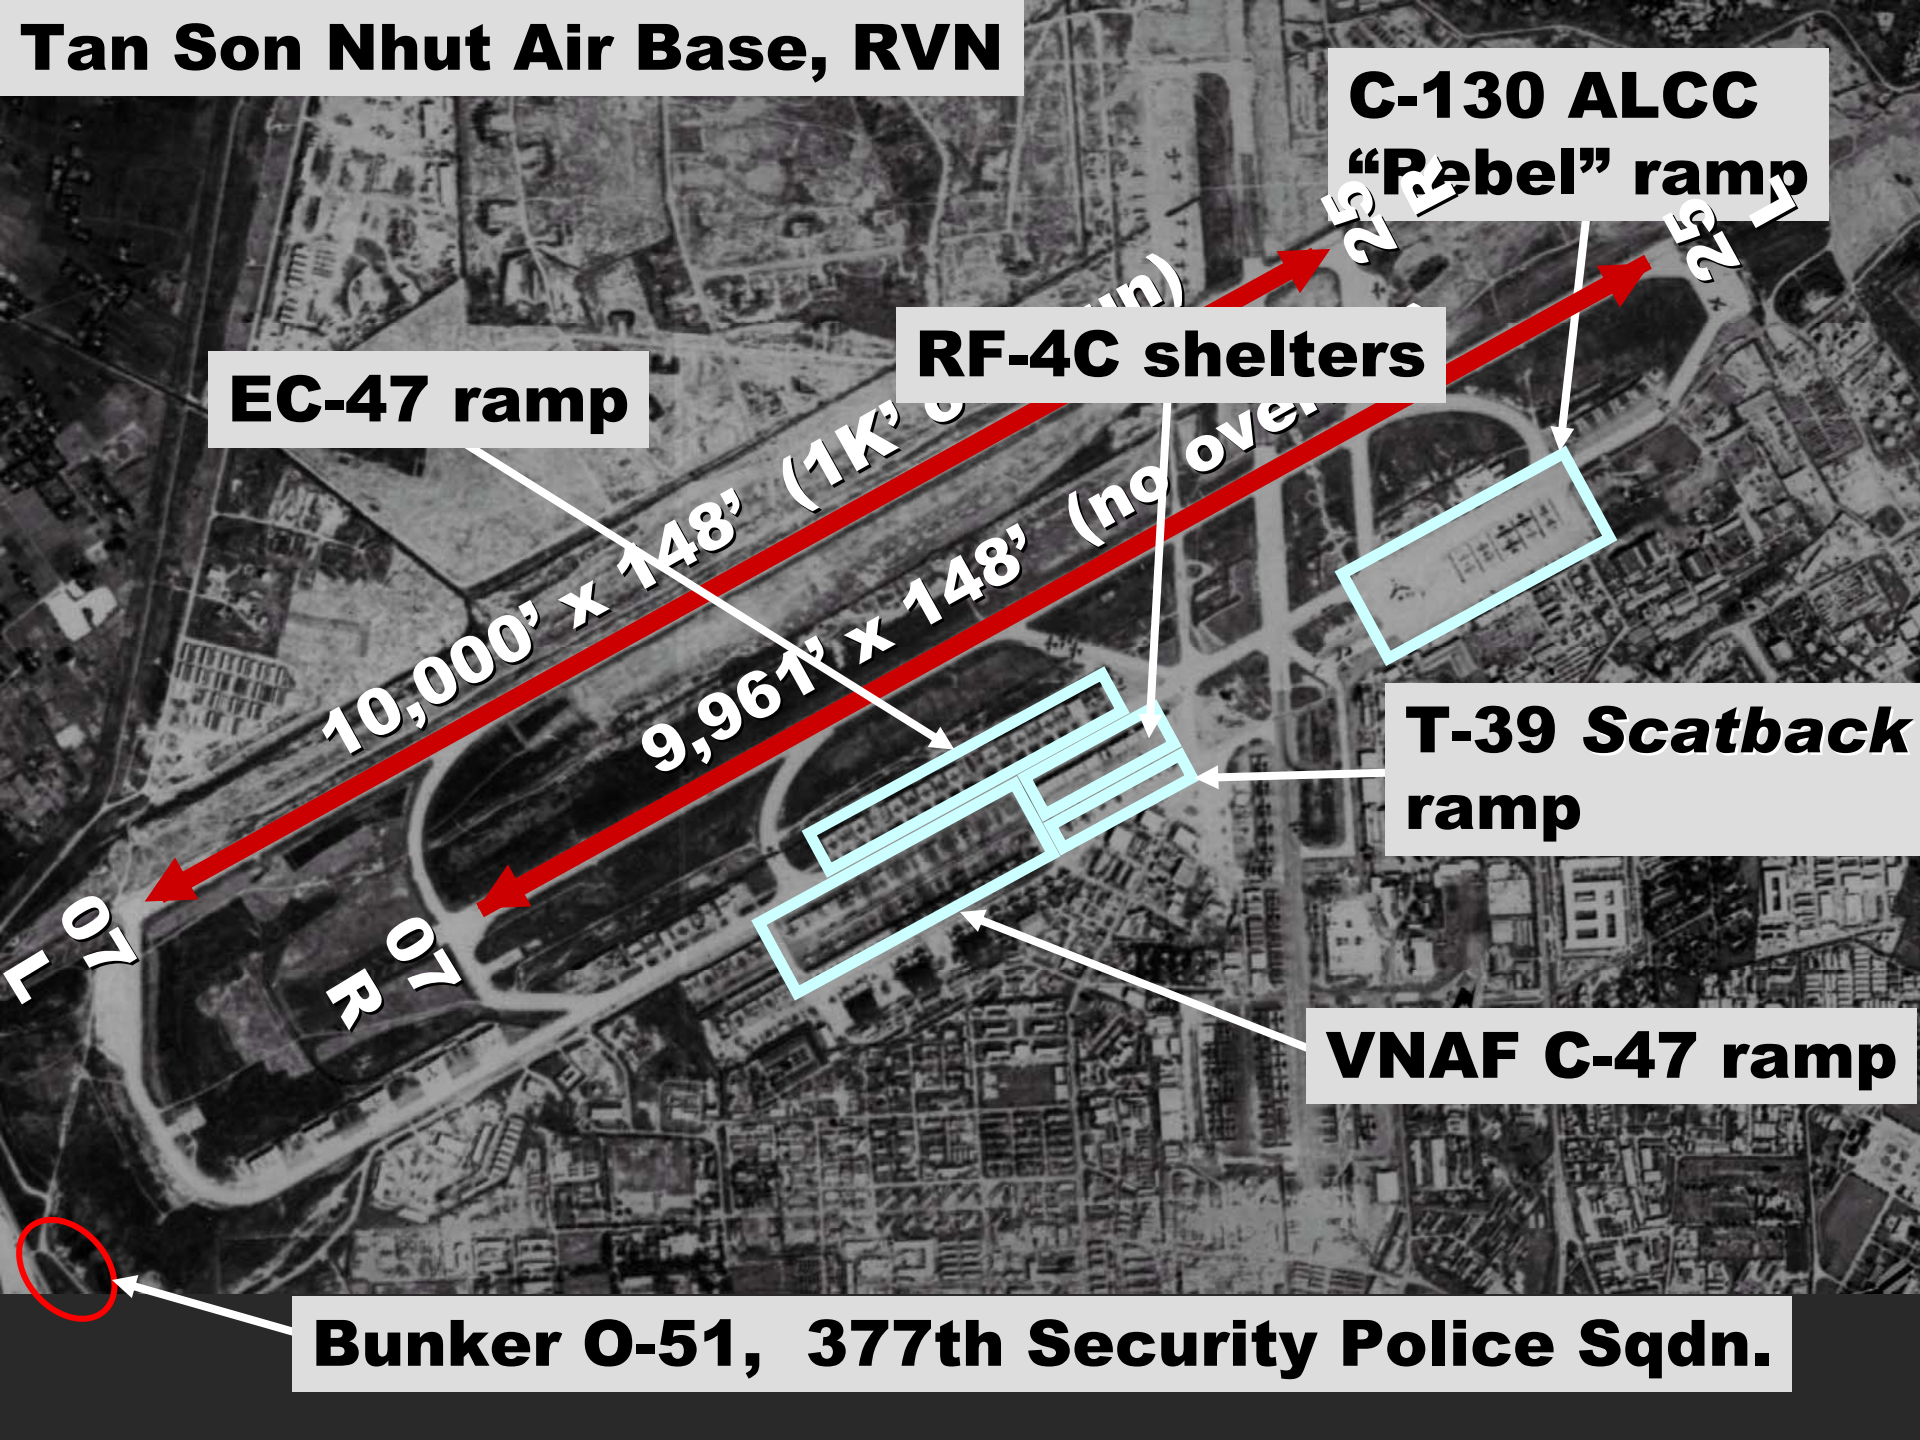 Tan Son Nhut Air Base, RVN
C-130 ALCC
“Rebel” ramp
25 R
25 L
RF-4C shelters
EC-47 ramp
10,000’ x 148’ (1K’
9,961’ x 148’ (no
T-39 Scatback
ramp
07 L
07 R
VNAF C-47 ramp
Bunker O-51, 377th Security Police Sqdn.